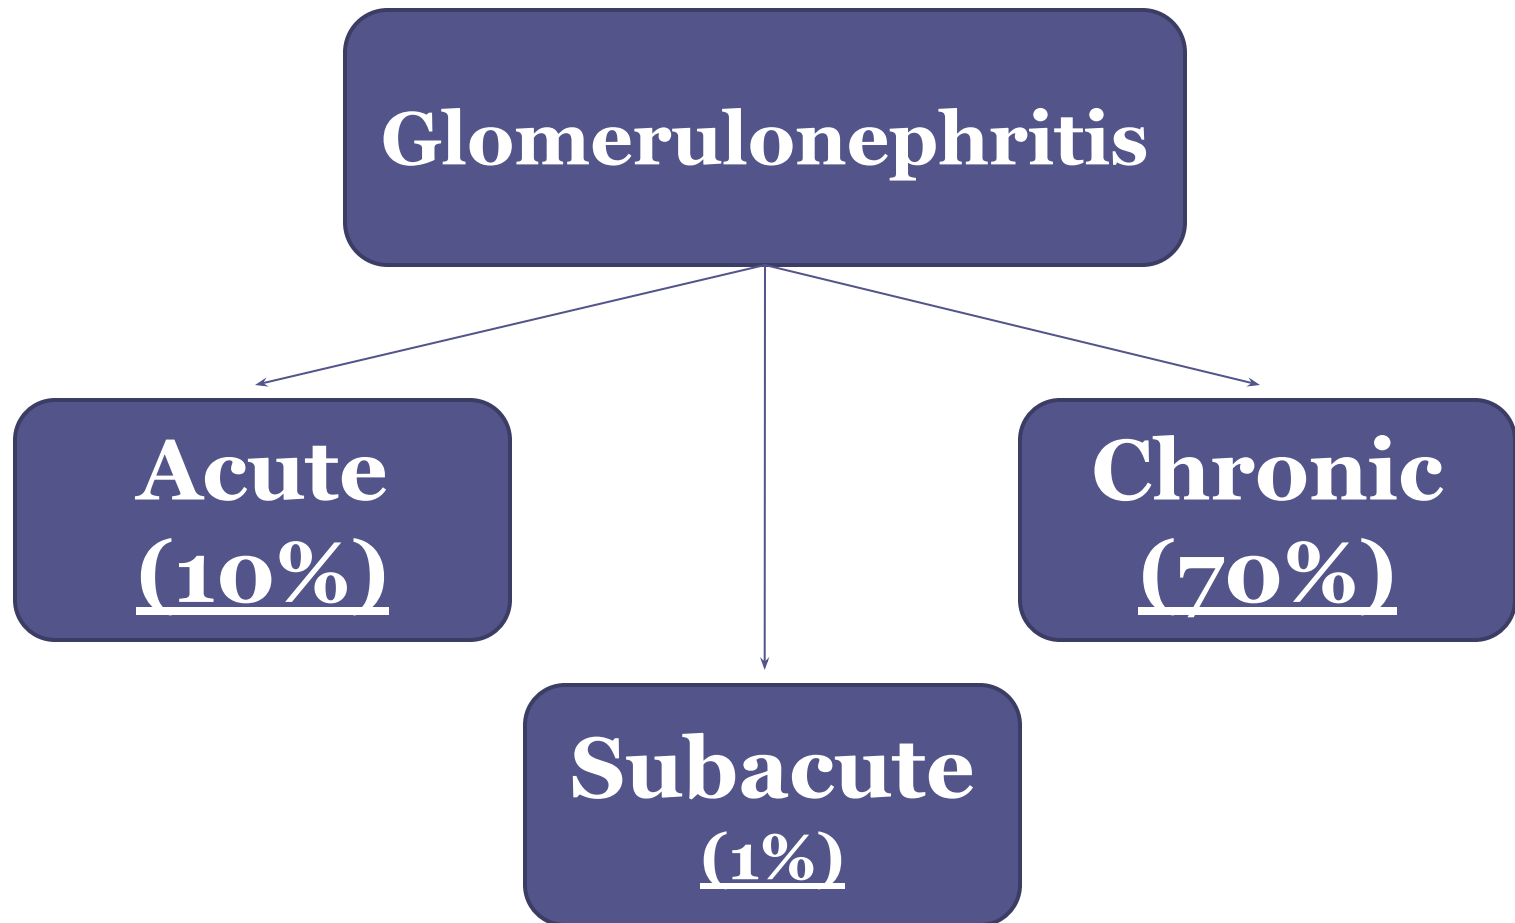 Glomerulonephritis
Acute
(10%)
Chronic
(70%)
Subacute
(1%)